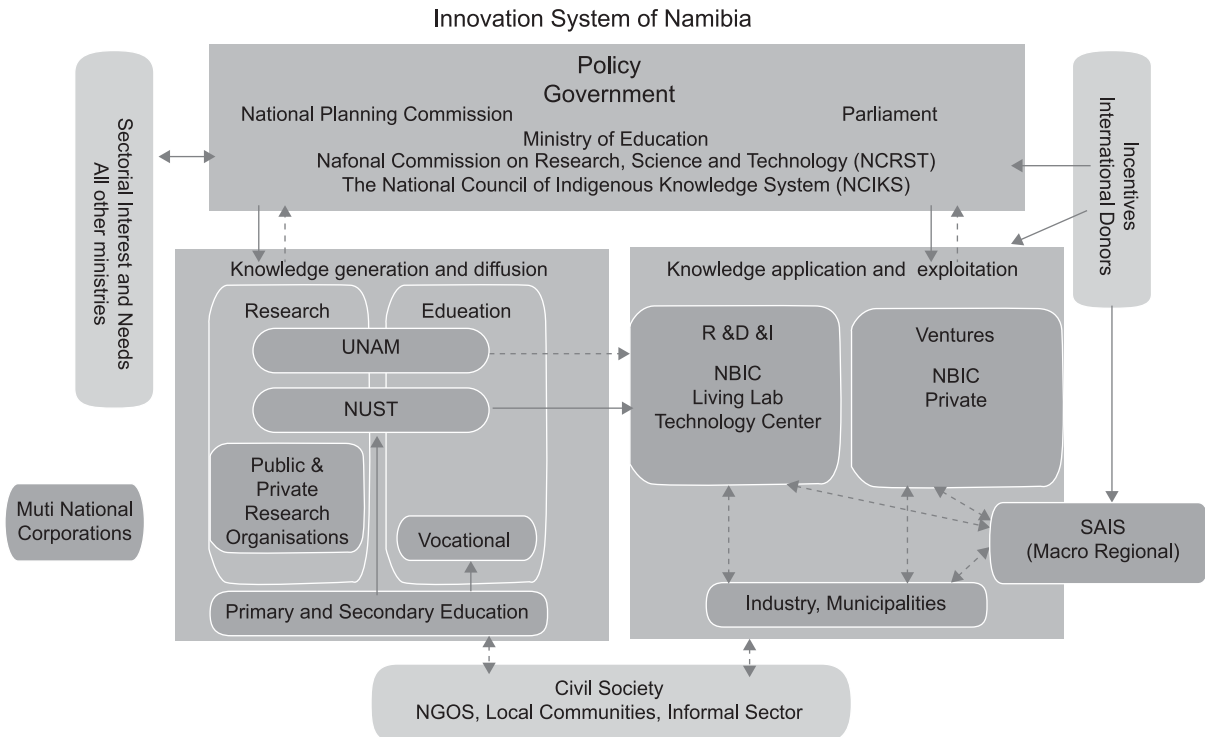 Innovation System of Namibia
Policy
Government
National Planning Commission
Parliament
Ministry of Education
Nafonal Commission on Research, Science and Technology (NCRST)
The National Council of Indigenous Knowledge System (NCIKS)
Sectorial Interest and Needs
All other ministries
Incentives
International Donors
Knowledge generation and diffusion
Research
Edueation
UNAM
NUST
Public &
Private
Research
Organisations
Vocational
Primary and Secondary Education
Knowledge application and exploitation
R &D &I
NBIC
Living Lab
Technology Center
Ventures
NBIC
Private
Industry, Municipalities
Muti National
Corporations
SAIS
(Macro Regional)
Civil Society
NGOS, Local Communities, Informal Sector